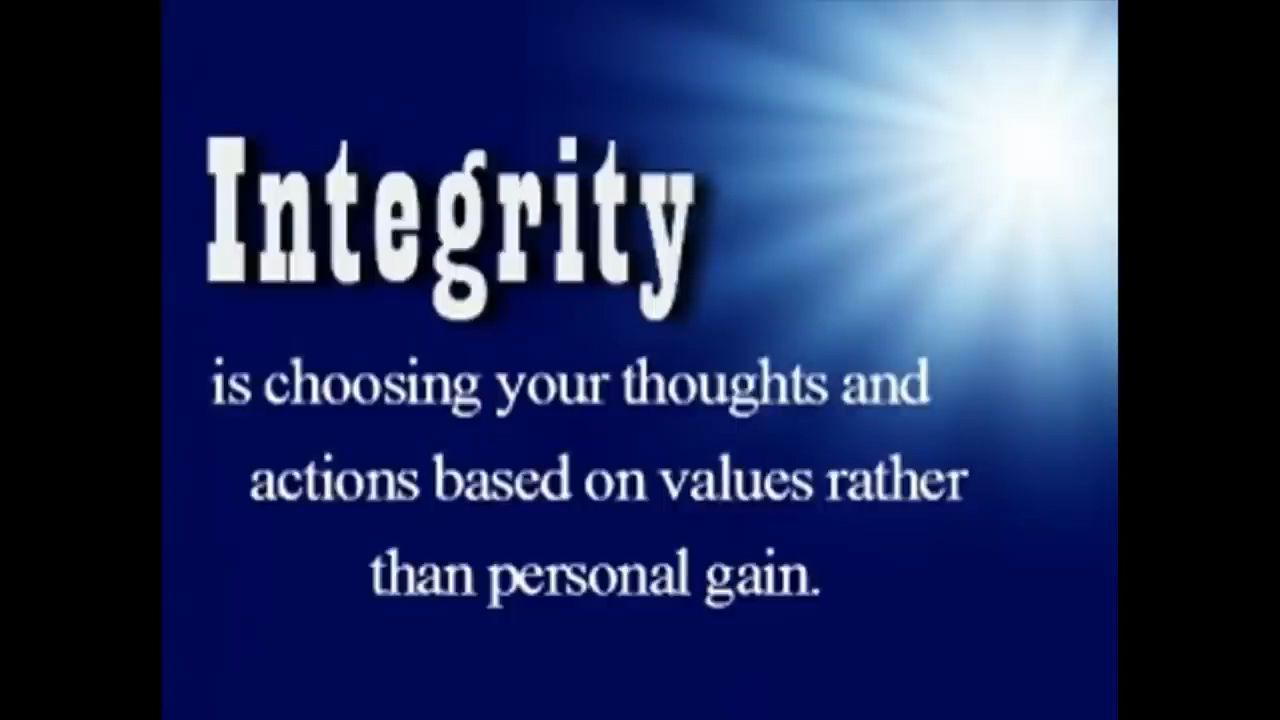 Integrity
is choosing your thoughts and
actions based on values rather
than personal gain.